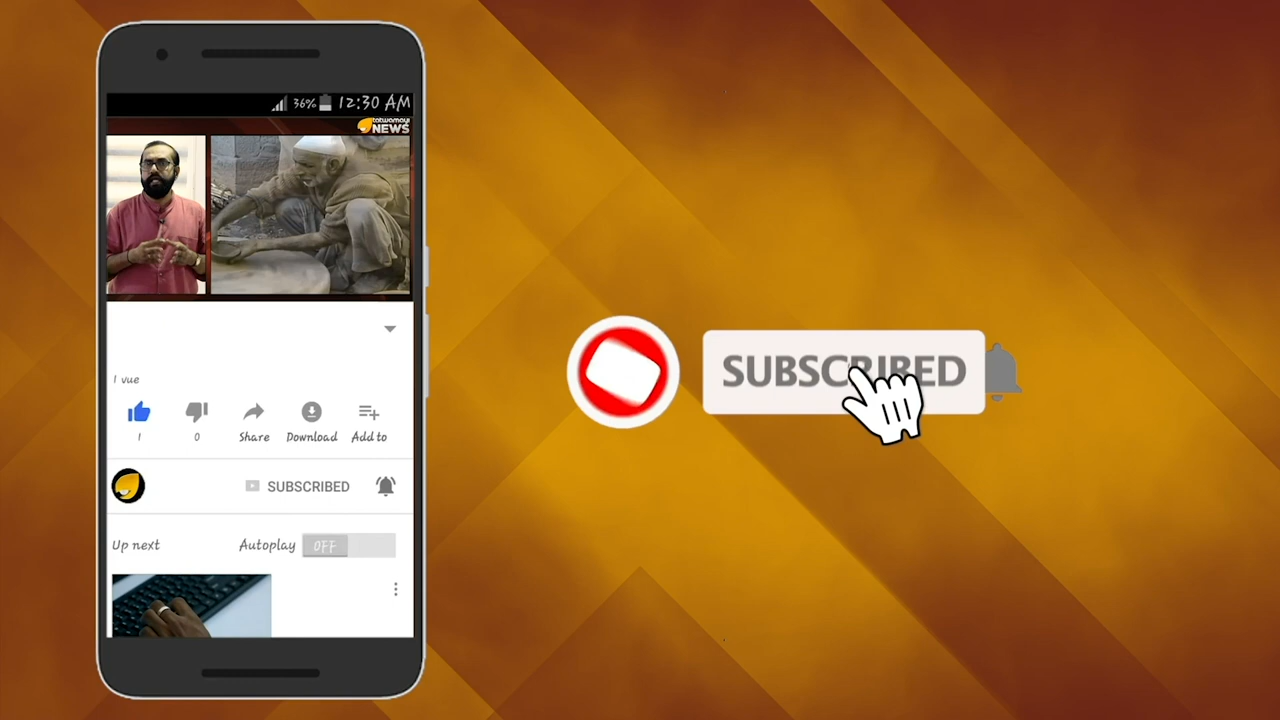 36% 12:30 AM
tatwamayi
NEWS
1 vue
1
0
Share
Download
Add to
SUBSCRIBED
Up next
Autoplay
OFF
SUBSCRIBED